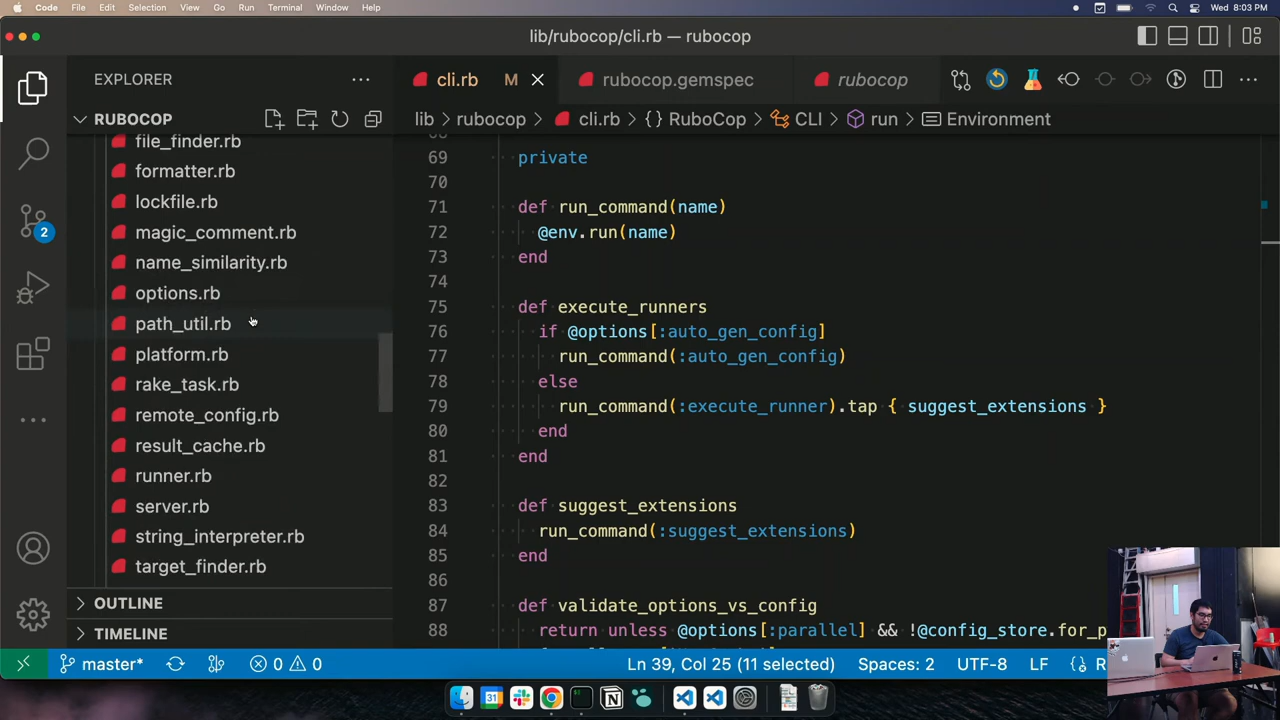 Code File Edit Selection View Go Run Terminal Window Help Wed 8:03 PM
lib/rubocop/cli.rb — rubocop
EXPLORER
cli.rb M rubocop.gemspec rubocop
RUBOCOP
lib rubocop cli.rb {} RuboCop CLI run Environment
file_finder.rb
formatter.rb
lockfile.rb
magic_comment.rb
name_similarity.rb
options.rb
path_util.rb
platform.rb
rake_task.rb
remote_config.rb
result_cache.rb
runner.rb
server.rb
string_interpreter.rb
target_finder.rb
OUTLINE
TIMELINE
2
69 private
70
71 def run_command(name)
72 @env.run(name)
73 end
74
75 def execute_runners
76 if @options[:auto_gen_config]
77 run_command(:auto_gen_config)
78 else
79 run_command(:execute_runner).tap { suggest_extensions }
80 end
81 end
82
83 def suggest_extensions
84 run_command(:suggest_extensions)
85 end
86
87 def validate_options_vs_config
88 return unless @options[:parallel] && !@config_store.for_p
master* 0 0 Ln 39, Col 25 (11 selected) Spaces: 2 UTF-8 LF {} R
31